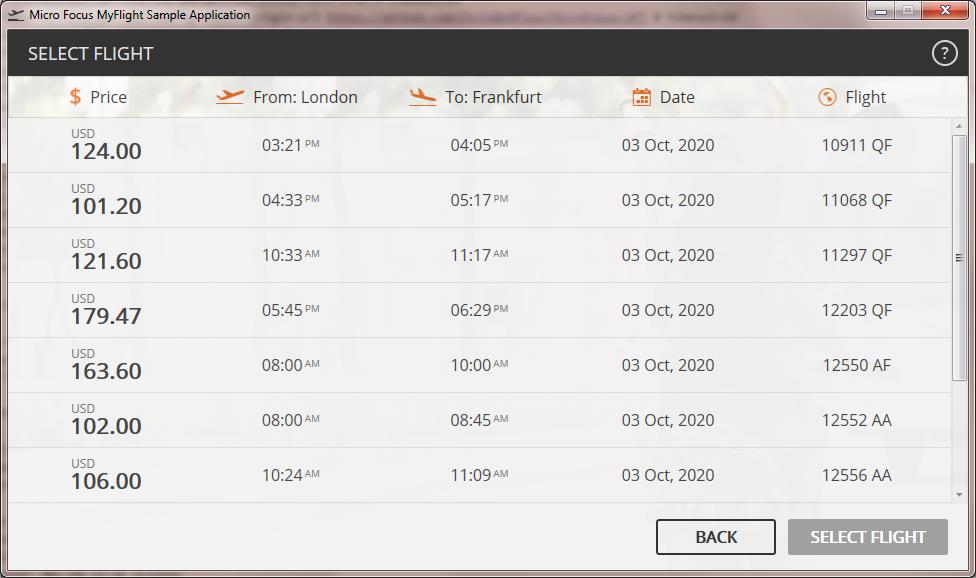 Micro Focus MyFlight Sample Application
SELECT FLIGHT ?
$ Price From: London To: Frankfurt Date Flight
USD
124.00 03:21 PM 04:05 PM 03 Oct, 2020 10911 QF
USD
101.20 04:33 PM 05:17 PM 03 Oct, 2020 11068 QF
USD
121.60 10:33 AM 11:17 AM 03 Oct, 2020 11297 QF
USD
179.47 05:45 PM 06:29 PM 03 Oct, 2020 12203 QF
USD
163.60 08:00 AM 10:00 AM 03 Oct, 2020 12550 AF
USD
102.00 08:00 AM 08:45 AM 03 Oct, 2020 12552 AA
USD
106.00 10:24 AM 11:09 AM 03 Oct, 2020 12556 AA
BACK SELECT FLIGHT